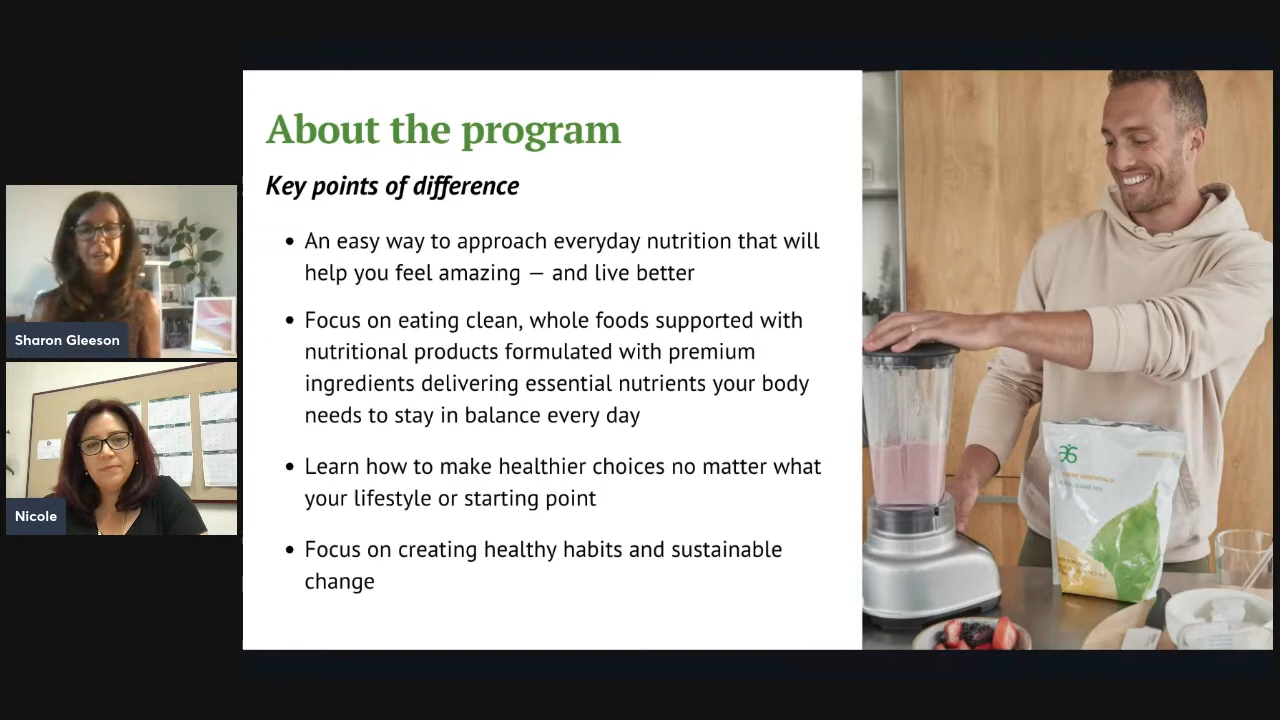 About the program
Key points of difference
• An easy way to approach everyday nutrition that will
help you feel amazing — and live better
• Focus on eating clean, whole foods supported with
nutritional products formulated with premium
ingredients delivering essential nutrients your body
needs to stay in balance every day
• Learn how to make healthier choices no matter what
your lifestyle or starting point
• Focus on creating healthy habits and sustainable
change
Sharon Gleeson
Nicole